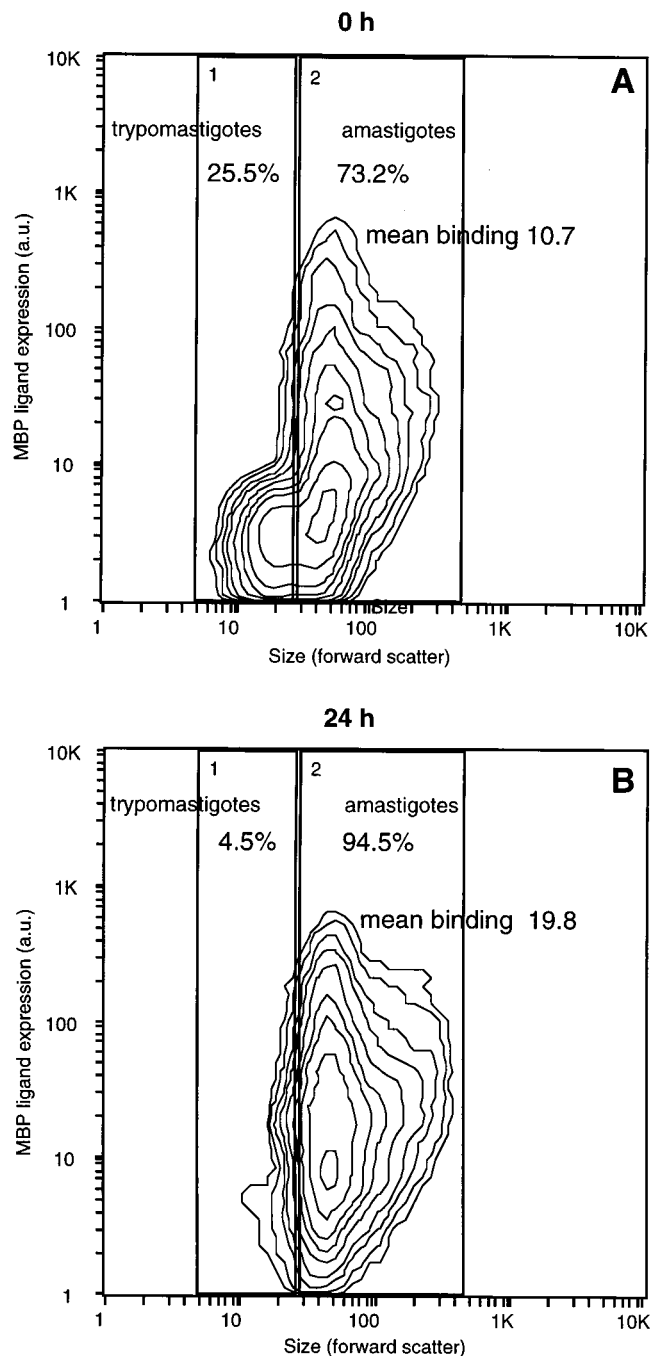 0 h
10K
1
2
A
trypomastigotes
amastigotes
25.5%
73.2%
1K
mean binding 10.7
MBP ligand expression (a.u.)
100
10
1
Size
1
10
100
1K
10K
Size (forward scatter)
24 h
10K
1
2
B
trypomastigotes
amastigotes
4.5%
94.5%
1K
mean binding 19.8
MBP ligand expression (a.u.)
100
10
1
1
10
100
1K
10K
Size (forward scatter)